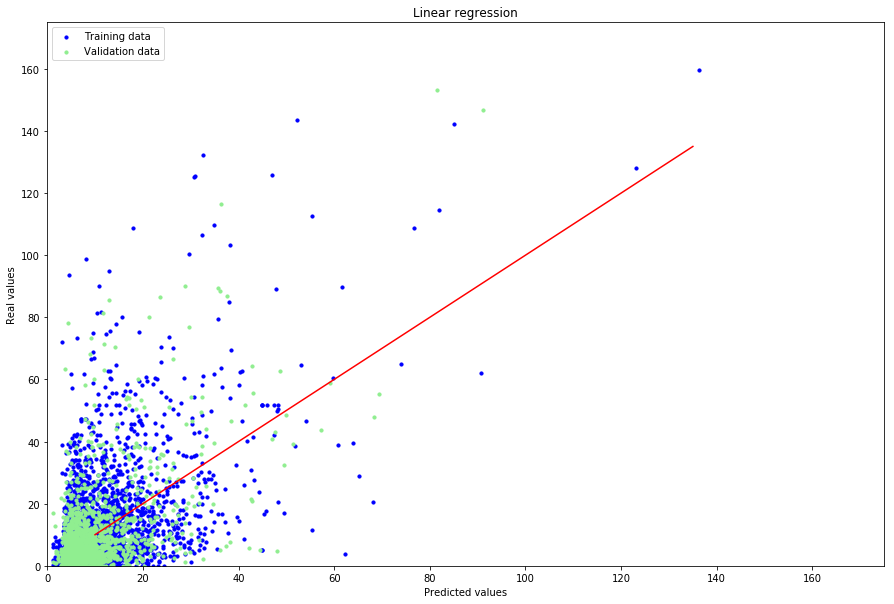 Linear regression
Training data
Validation data
Real values
160
140
120
100
80
60
40
20
0
0 20 40 60 80 100 120 140 160
Predicted values